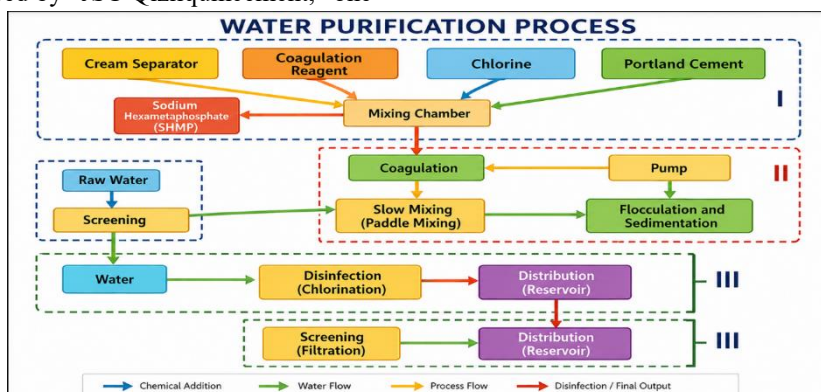 WATER PURIFICATION PROCESS
Cream Separator
Coagulation
Reagent
Chlorine
Portland Cement
I
Sodium
Hexametaphosphate
(SHMP)
Mixing Chamber
Coagulation
Pump
II
Raw Water
Screening
Slow Mixing
(Paddle Mixing)
Flocculation and
Sedimentation
Water
Disinfection
(Chlorination)
Distribution
(Reservoir)
III
Screening
(Filtration)
Distribution
(Reservoir)
III
Chemical Addition
Water Flow
Process Flow
Disinfection / Final Output